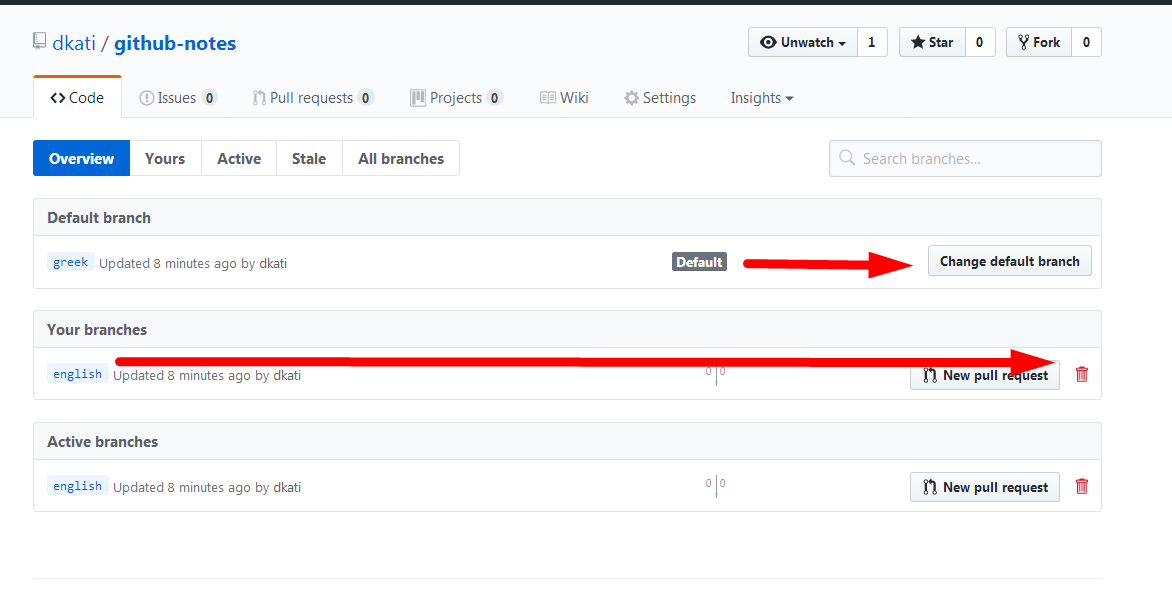 dkati / github-notes
Unwatch 1 Star 0 Fork 0
Code Issues 0 Pull requests 0 Projects 0 Wiki Settings Insights
Overview Yours Active Stale All branches Search branches...
Default branch
greek Updated 8 minutes ago by dkati Default Change default branch
Your branches
english Updated 8 minutes ago by dkati 0 0 New pull request
Active branches
english Updated 8 minutes ago by dkati 0 0 New pull request